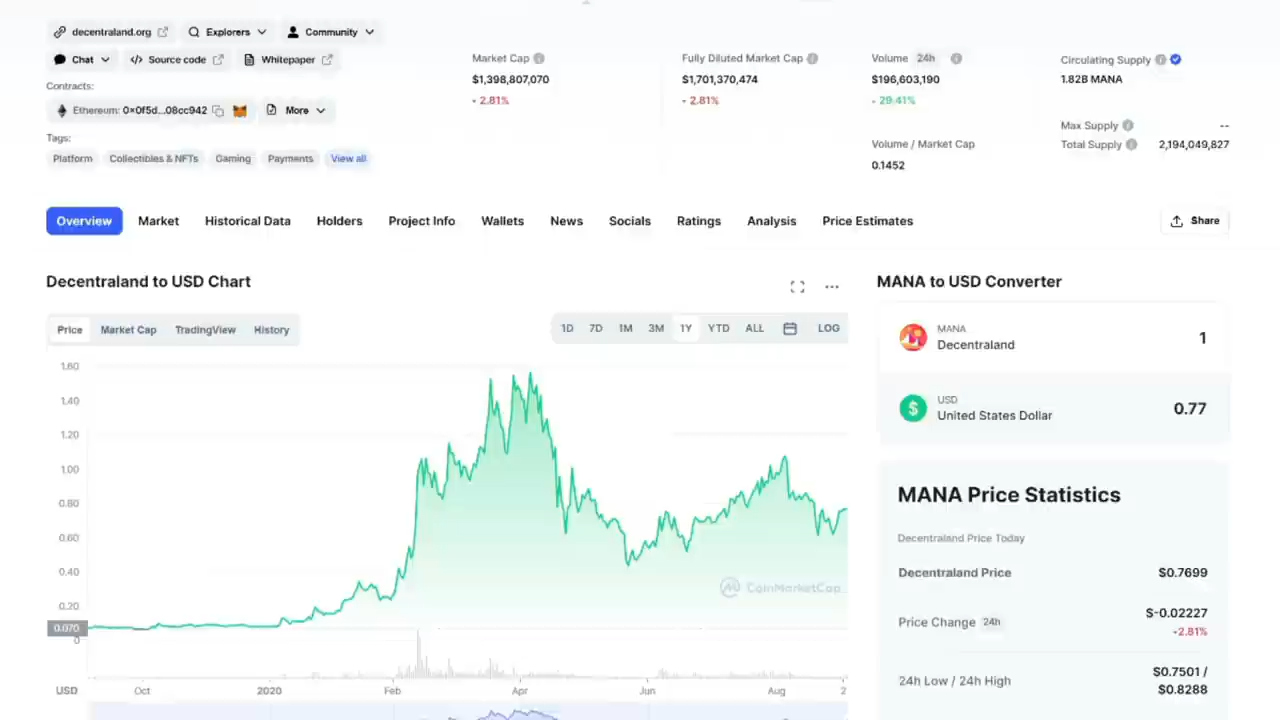 decentraland.org
Explorers
Community
Chat
Source code
Whitepaper
Contracts:
Ethereum: 0x0f5d...08cc942
More
Tags:
Platform
Collectibles & NFTs
Gaming
Payments
View all
Market Cap
$1,398,807,070
- 2.81%
Fully Diluted Market Cap
$1,701,370,474
- 2.81%
Volume 24h
$196,603,190
- 29.41%
Volume / Market Cap
0.1452
Circulating Supply
1.82B MANA
Max Supply --
Total Supply 2,194,049,827
Overview
Market
Historical Data
Holders
Project Info
Wallets
News
Socials
Ratings
Analysis
Price Estimates
Share
Decentraland to USD Chart
Price
Market Cap
TradingView
History
1D
7D
1M
3M
1Y
YTD
ALL
LOG
1.60
1.40
1.20
1.00
0.80
0.60
0.40
0.20
0.070
0
CoinMarketCap
USD
Oct
2020
Feb
Apr
Jun
Aug
2
MANA to USD Converter
MANA
Decentraland
1
USD
United States Dollar
0.77
MANA Price Statistics
Decentraland Price Today
Decentraland Price $0.7699
Price Change 24h
$-0.02227
-2.81%
24h Low / 24h High
$0.7501 /
$0.8288